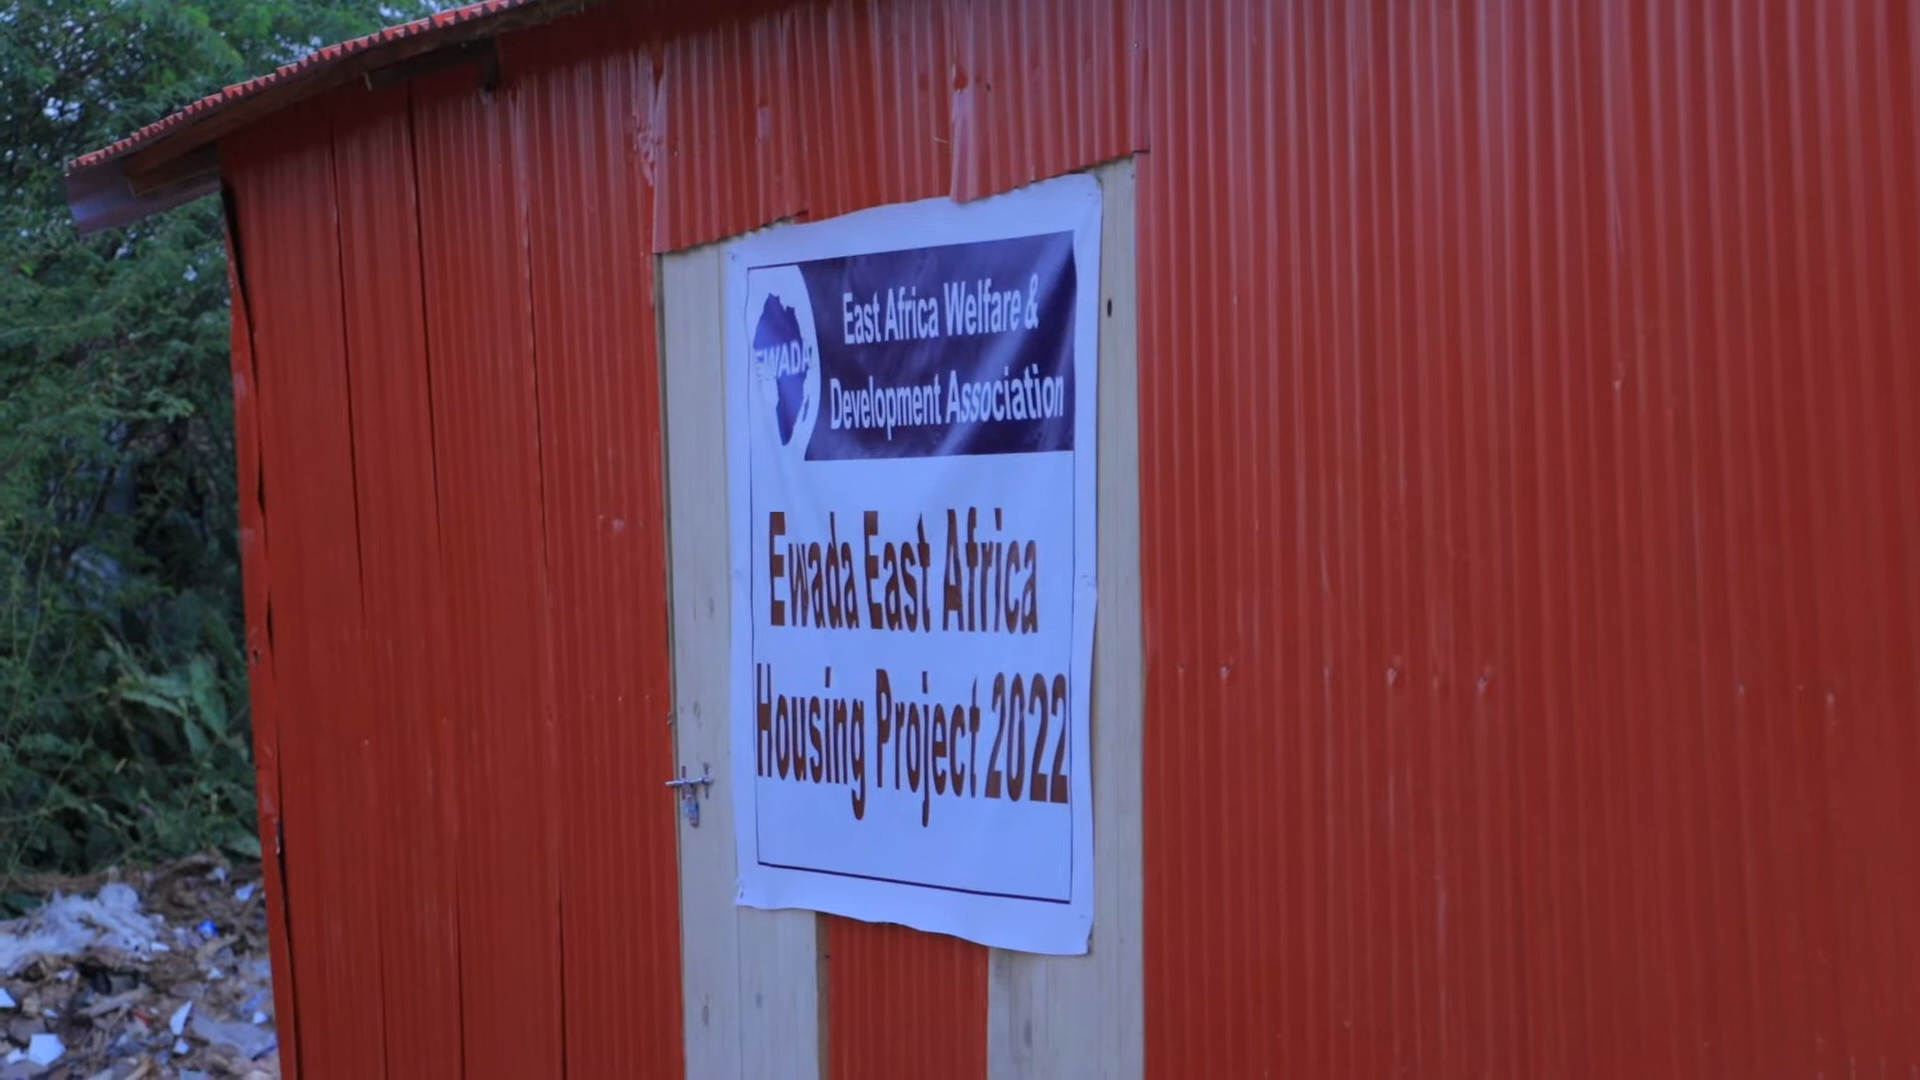 EWADA
East Africa Welfare &
Development Association
Ewada East Africa
Housing Project 2022